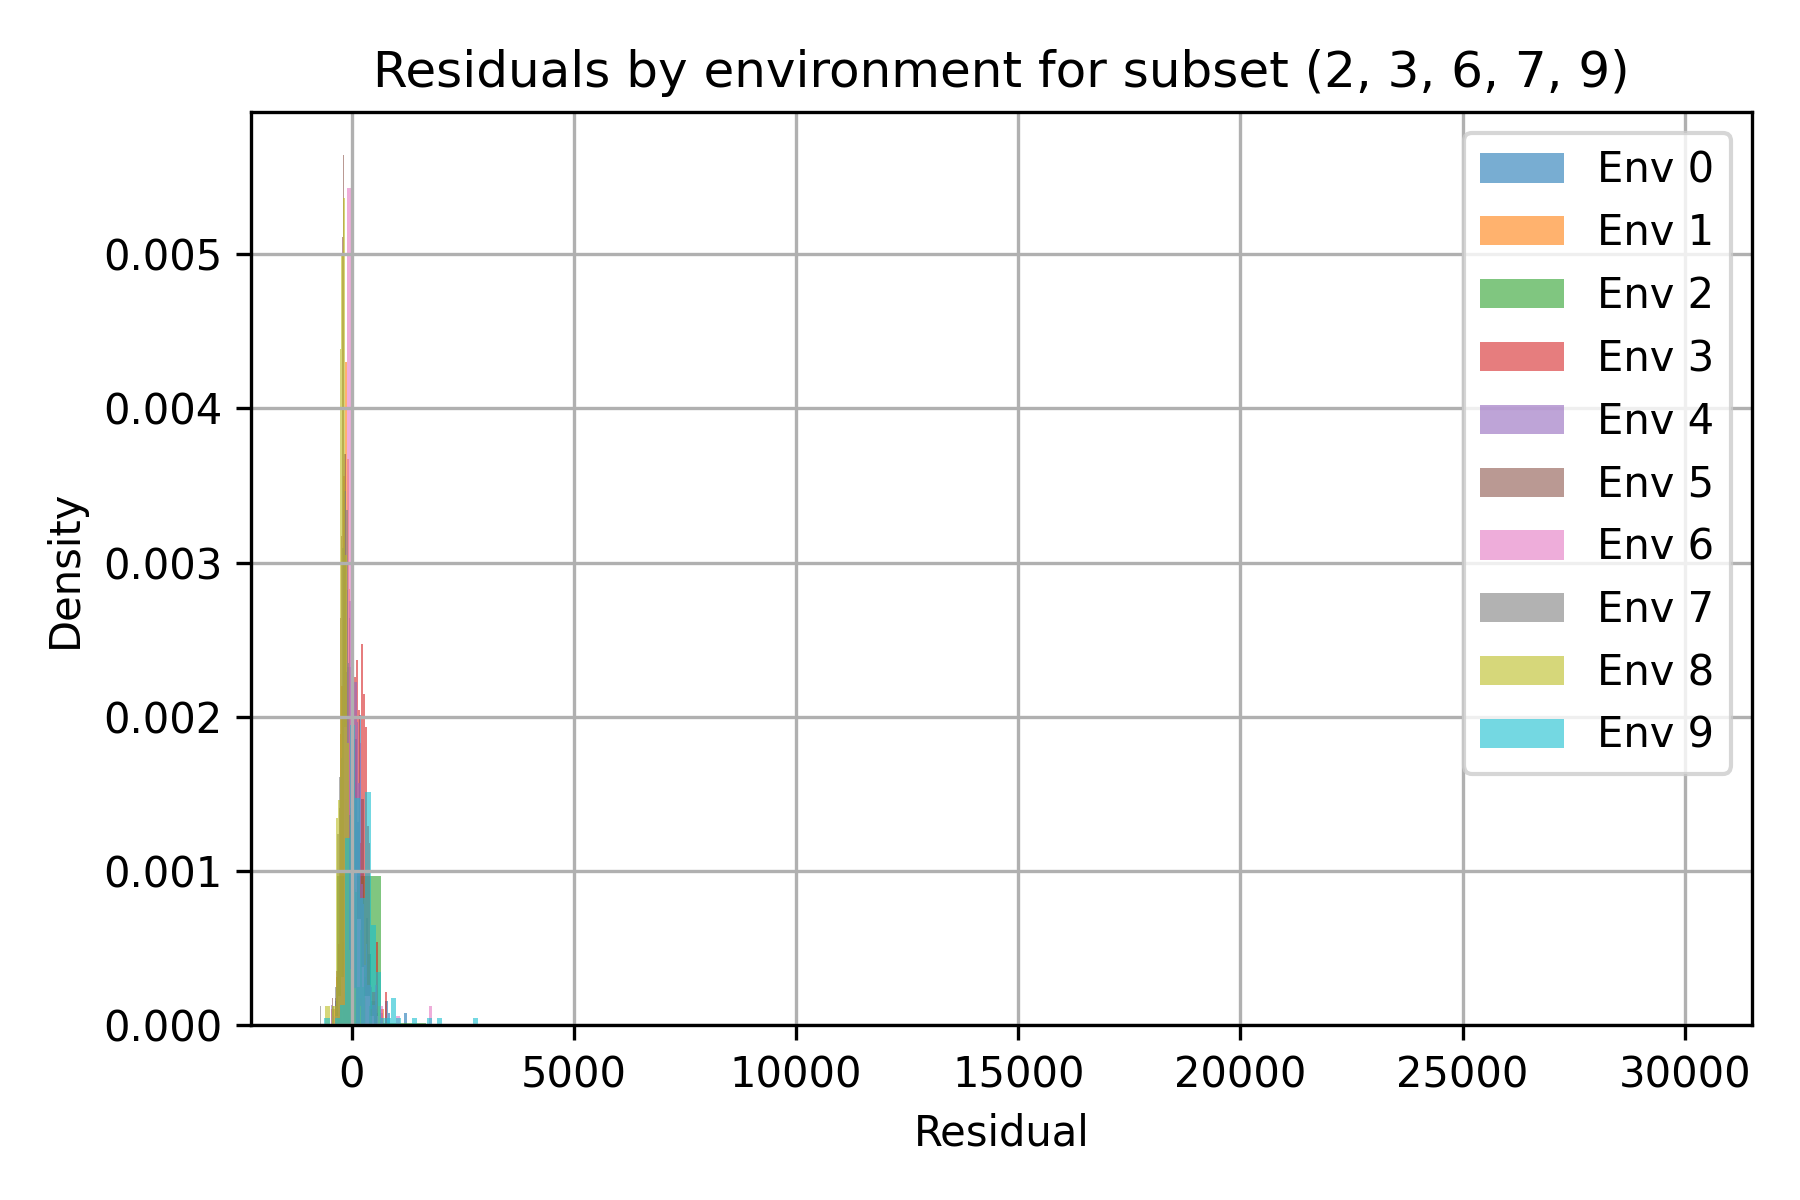 Residuals by environment for subset (2, 3, 6, 7, 9)
Density
0.005
0.004
0.003
0.002
0.001
0.000
0 5000 10000 15000 20000 25000 30000
Residual
Env 0
Env 1
Env 2
Env 3
Env 4
Env 5
Env 6
Env 7
Env 8
Env 9